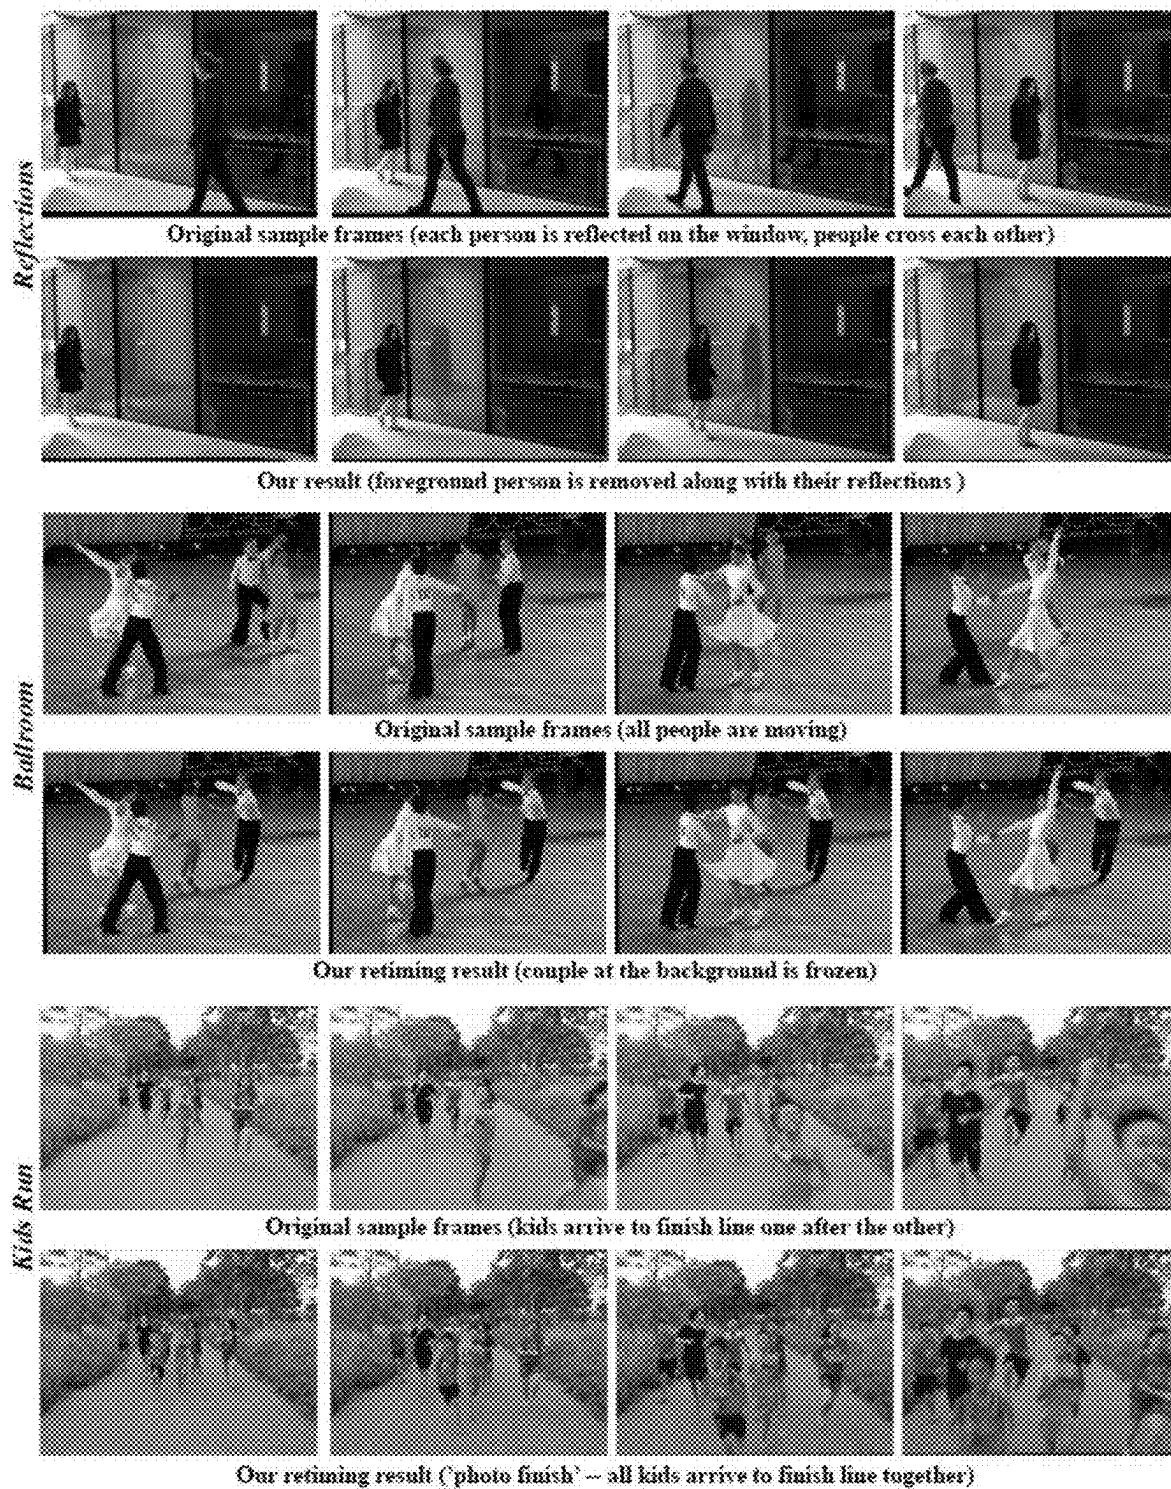 Reflections
Original sample frames (each person is reflected on the window, people cross each other)
Our result (foreground person is removed along with their reflections )
Ballroom
Original sample frames (all people are moving)
Our retiming result (couple at the background is frozen)
Kids Run
Original sample frames (kids arrive to finish line one after the other)
Our retiming result ('photo finish' – all kids arrive to finish line together)